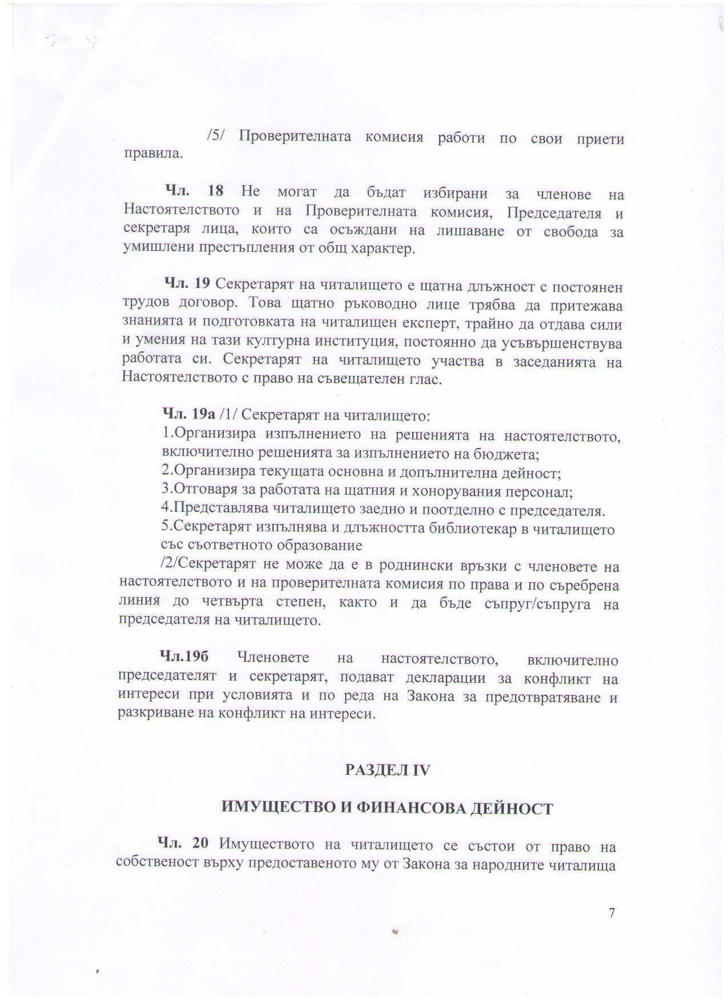 /5/ Проверителната комисия работи по свои приети
правила.
Чл. 18 Не могат да бъдат избирани за членове на
Настоятелството и на Проверителната комисия, Председателя и
секретаря лица, които са осъждани на лишаване от свобода за
умишлени престъпления от общ характер.
Чл. 19 Секретарят на читалището е щатна длъжност с постоянен
трудов договор. Това щатно ръководно лице трябва да притежава
знанията и подготовката на читалищен експерт, трайно да отдава сили
и умения на тази културна институция, постоянно да усъвършенствува
работата си. Секретарят на читалището участва в заседанията на
Настоятелството с право на съвещателен глас.
Чл. 19а /1/ Секретарят на читалището:
1.Организира изпълнението на решенията на настоятелството,
включително решенията за изпълнението на бюджета;
2.Организира текущата основна и допълнителна дейност;
3.Отговаря за работата на щатния и хонорувания персонал;
4.Представлява читалището заедно и поотделно с председателя.
5.Секретарят изпълнява и длъжността библиотекар в читалището
със съответното образование
/2/Секретарят не може да е в роднински връзки с членовете на
настоятелството и на проверителната комисия по права и по съребрена
линия до четвърта степен, както и да бъде съпруг/съпруга на
председателя на читалището.
Чл.19б Членовете на настоятелството, включително
председателят и секретарят, подават декларации за конфликт на
интереси при условията и по реда на Закона за предотвратяване и
разкриване на конфликт на интереси.
РАЗДЕЛ IV
ИМУЩЕСТВО И ФИНАНСОВА ДЕЙНОСТ
Чл. 20 Имуществото на читалището се състои от право на
собственост върху предоставеното му от Закона за народните читалища
7